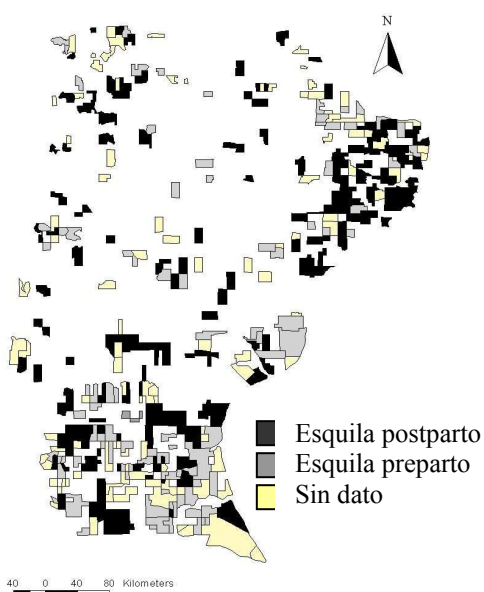 N
Esquila postparto
Esquila preparto
Sin dato
40 0 40 80 Kilometers